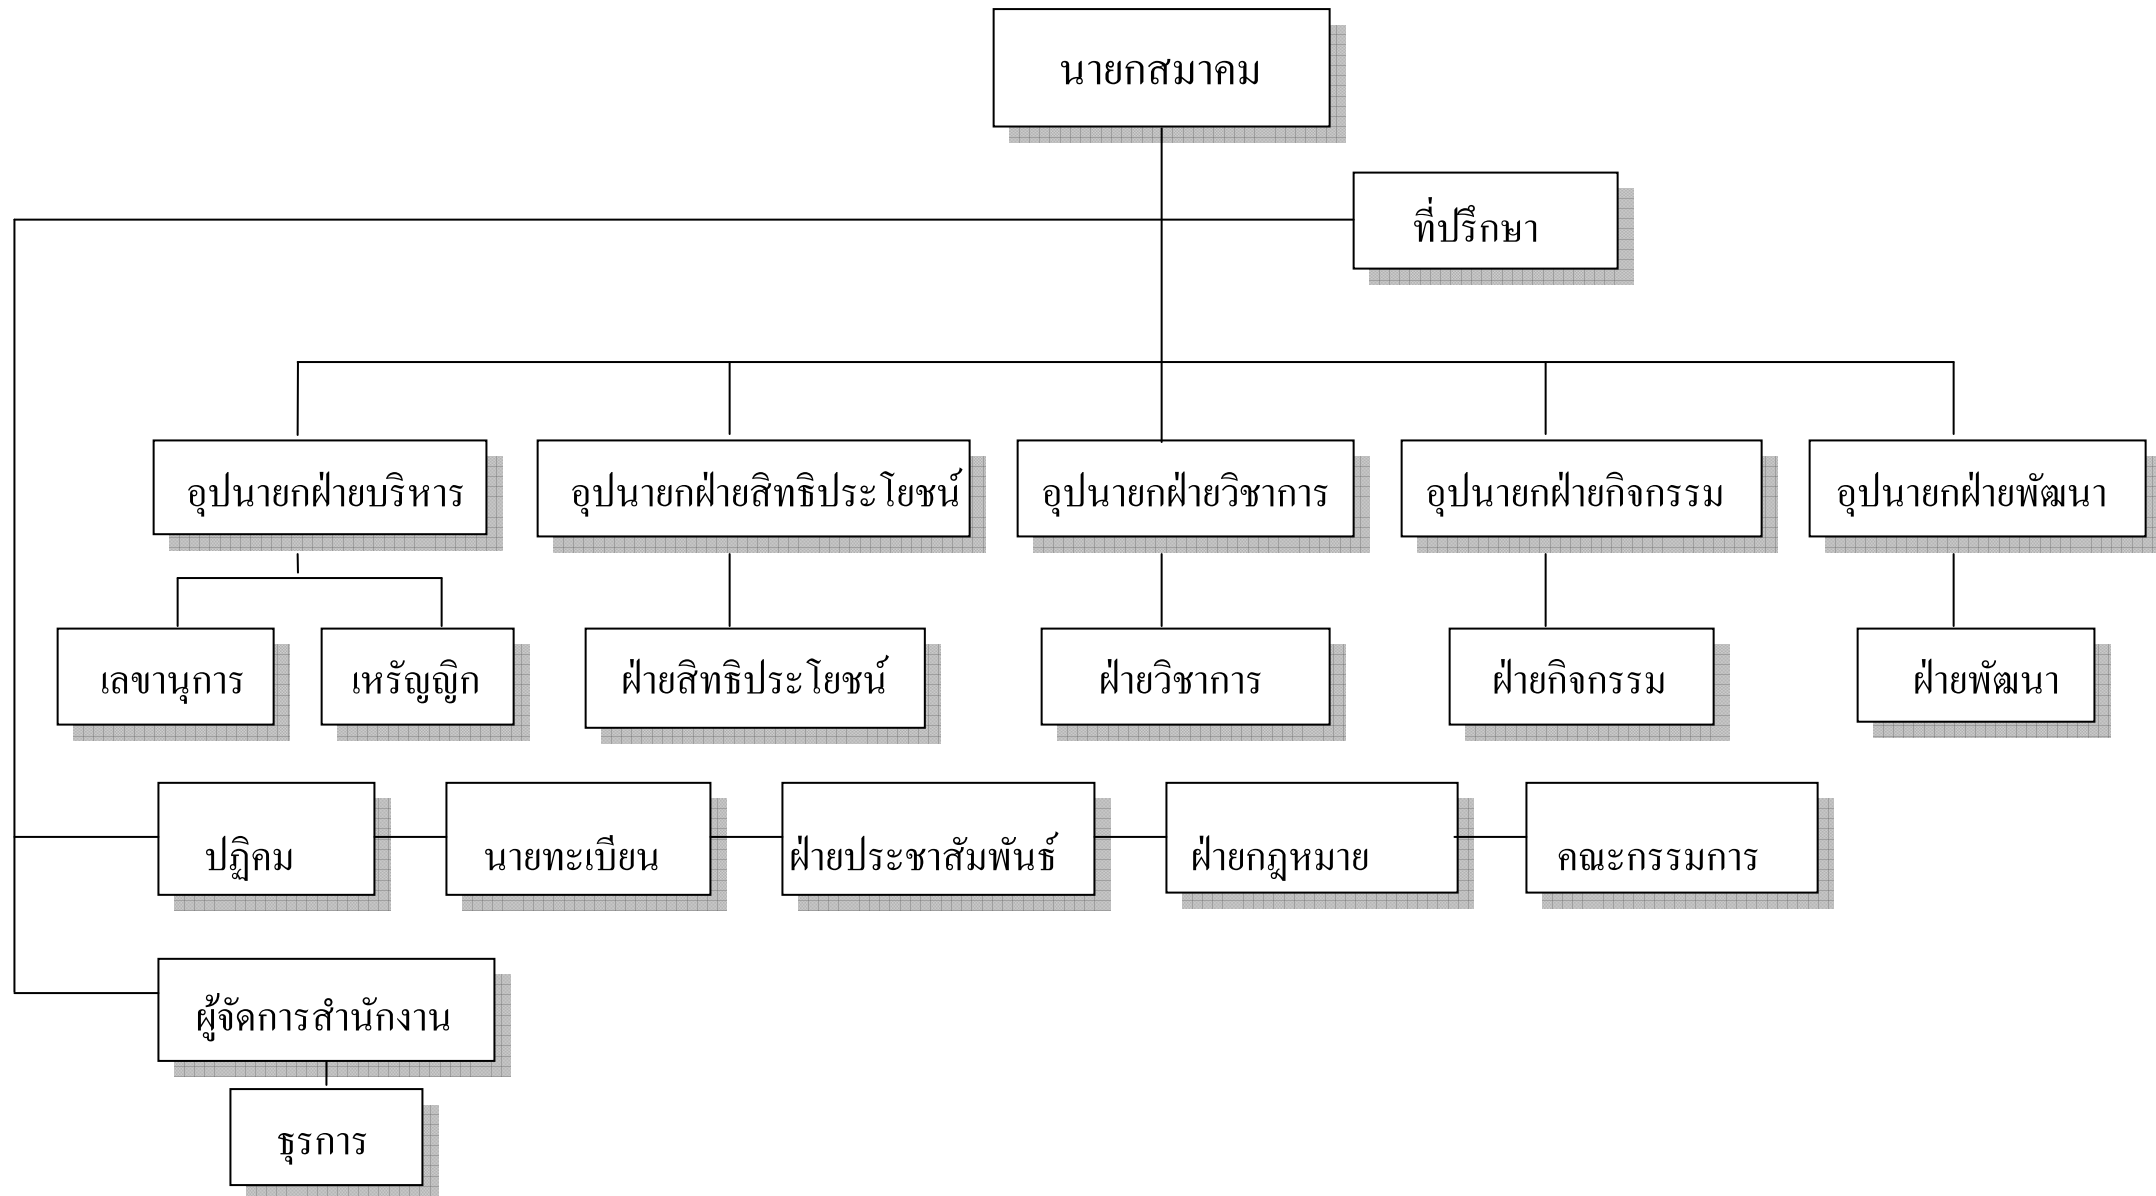 นายกสมาคม
ที่ปรึกษา
อุปนายกฝ่ายบริหาร
อุปนายกฝ่ายสิทธิประโยชน์
อุปนายกฝ่ายวิชาการ
อุปนายกฝ่ายกิจกรรม
อุปนายกฝ่ายพัฒนา
เลขานุการ
เหรัญญิก
ฝ่ายสิทธิประโยชน์
ฝ่ายวิชาการ
ฝ่ายกิจกรรม
ฝ่ายพัฒนา
ปฏิคม
นายทะเบียน
ฝ่ายประชาสัมพันธ์
ฝ่ายกฎหมาย
คณะกรรมการ
ผู้จัดการสำนักงาน
ธุรการ